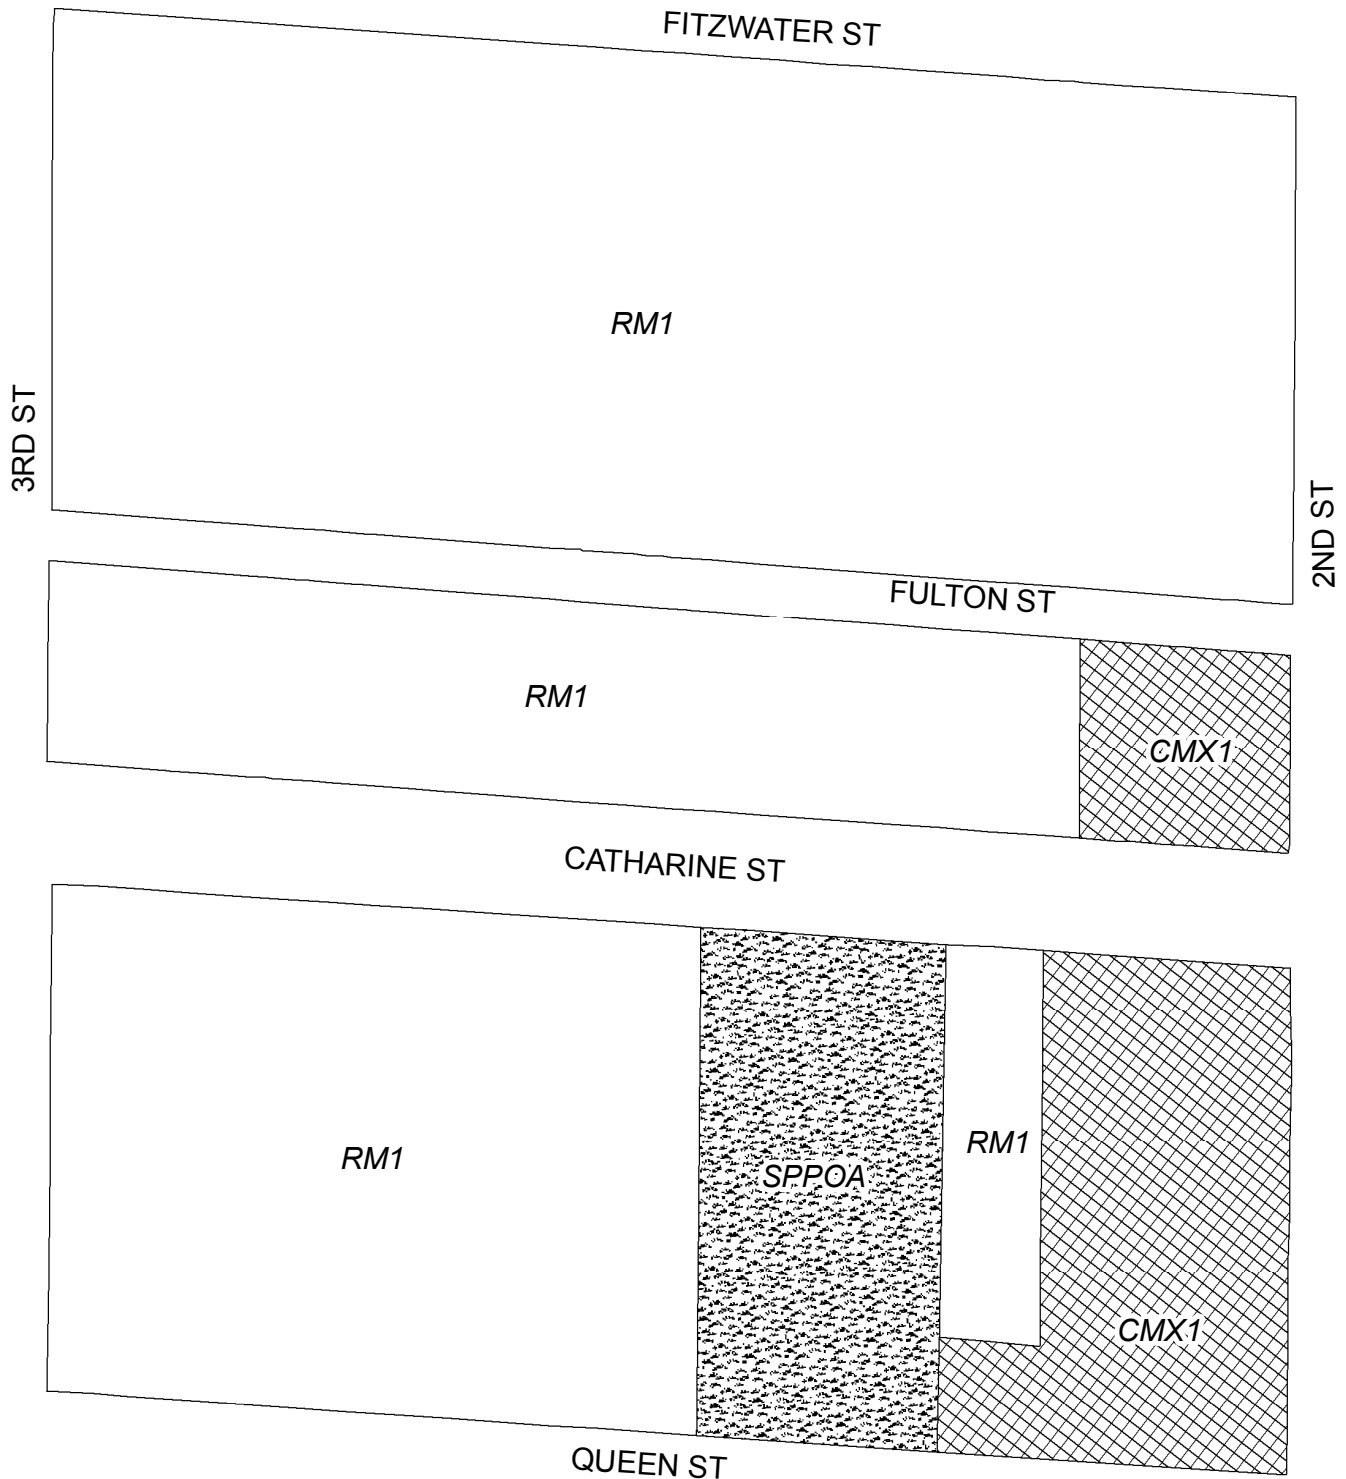 FITZWATER ST
RM1
3RD ST
2ND ST
FULTON ST
RM1
CMX1
CATHARINE ST
RM1
SPPOA
RM1
CMX1
QUEEN ST